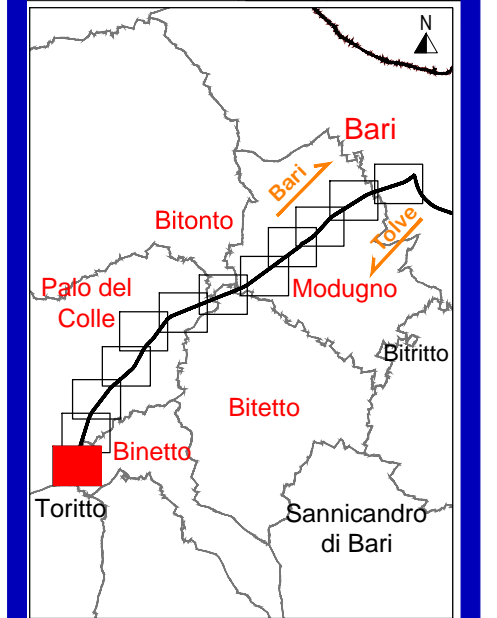 N
Bari
Bari
Tolve
Bitonto
Palo del
Colle
Modugno
Bitritto
Bitetto
Binetto
Toritto
Sannicandro
di Bari